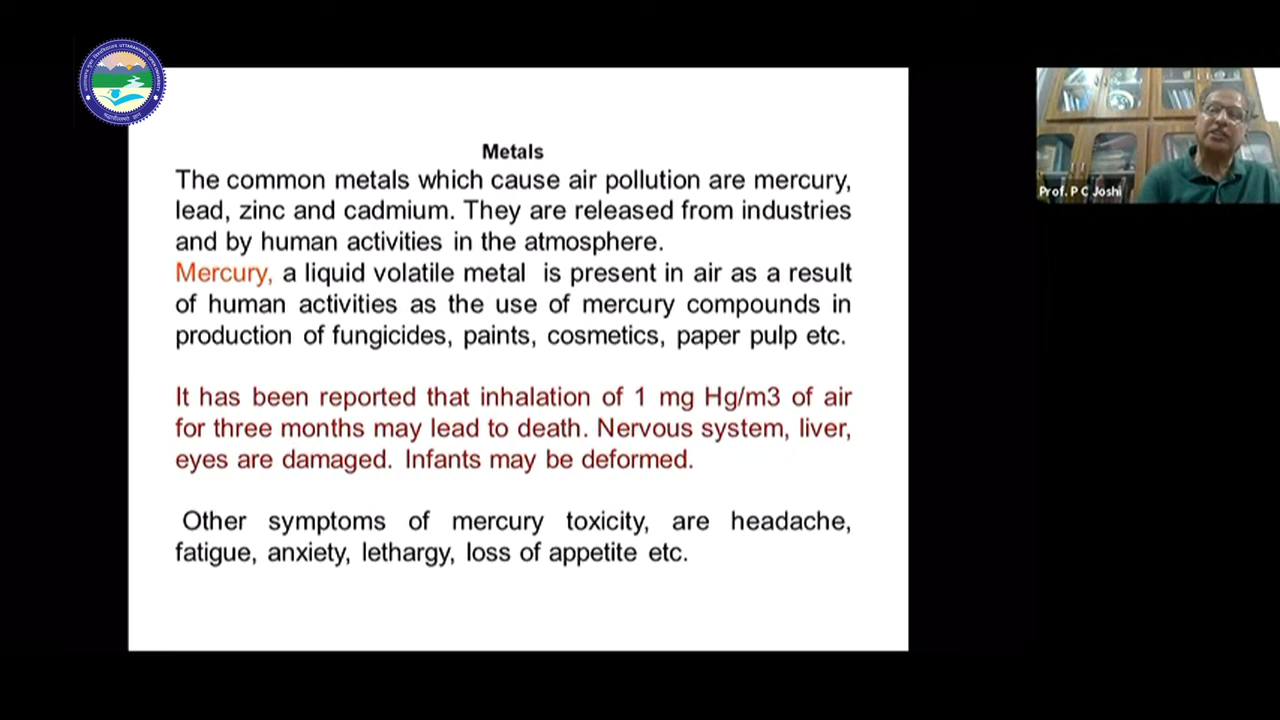 Metals
The common metals which cause air pollution are mercury,
lead, zinc and cadmium. They are released from industries
and by human activities in the atmosphere.
Mercury, a liquid volatile metal is present in air as a result
of human activities as the use of mercury compounds in
production of fungicides, paints, cosmetics, paper pulp etc.
It has been reported that inhalation of 1 mg Hg/m3 of air
for three months may lead to death. Nervous system, liver,
eyes are damaged. Infants may be deformed.
Other symptoms of mercury toxicity, are headache,
fatigue, anxiety, lethargy, loss of appetite etc.
Prof. P C Joshi